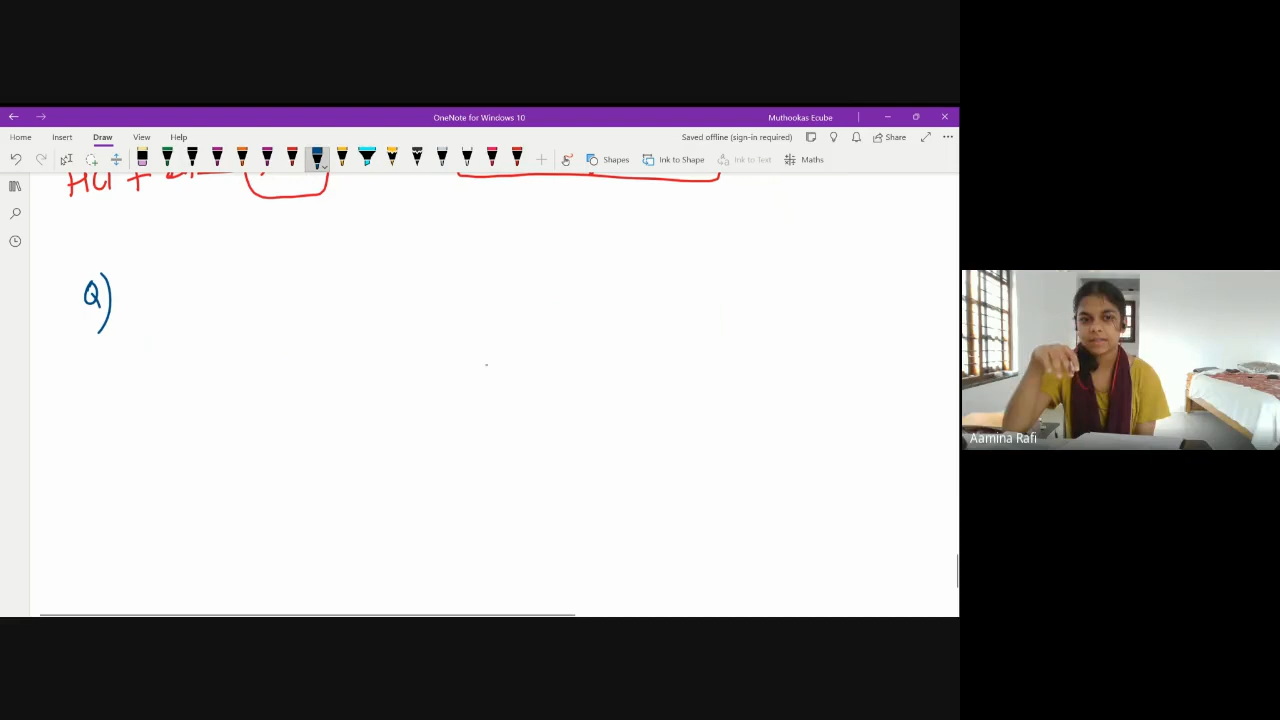 OneNote for Windows 10
Muthookas Ecube
Home Insert Draw View Help
Saved offline (sign-in required)
Share
Shapes
Ink to Shape
Ink to Text
Maths
HCl +
Q)
Aamina Rafi